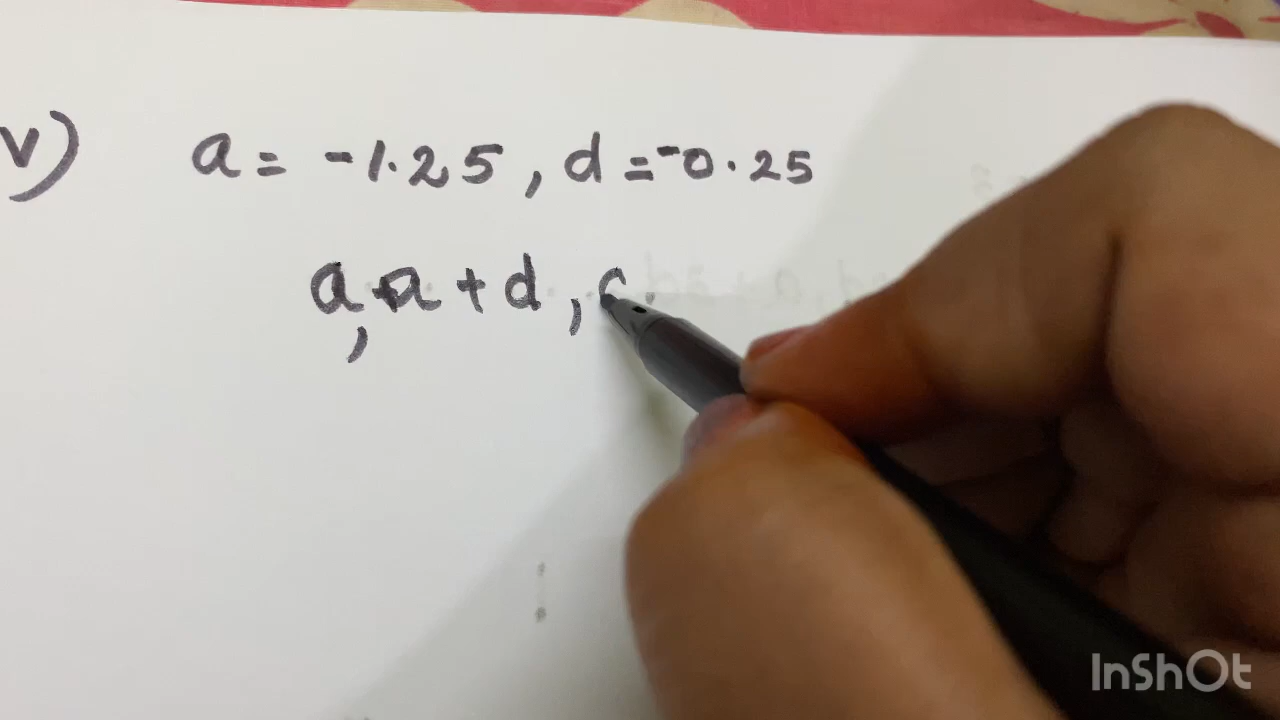 v) a = -1.25, d = -0.25
a, a + d,
InShOt